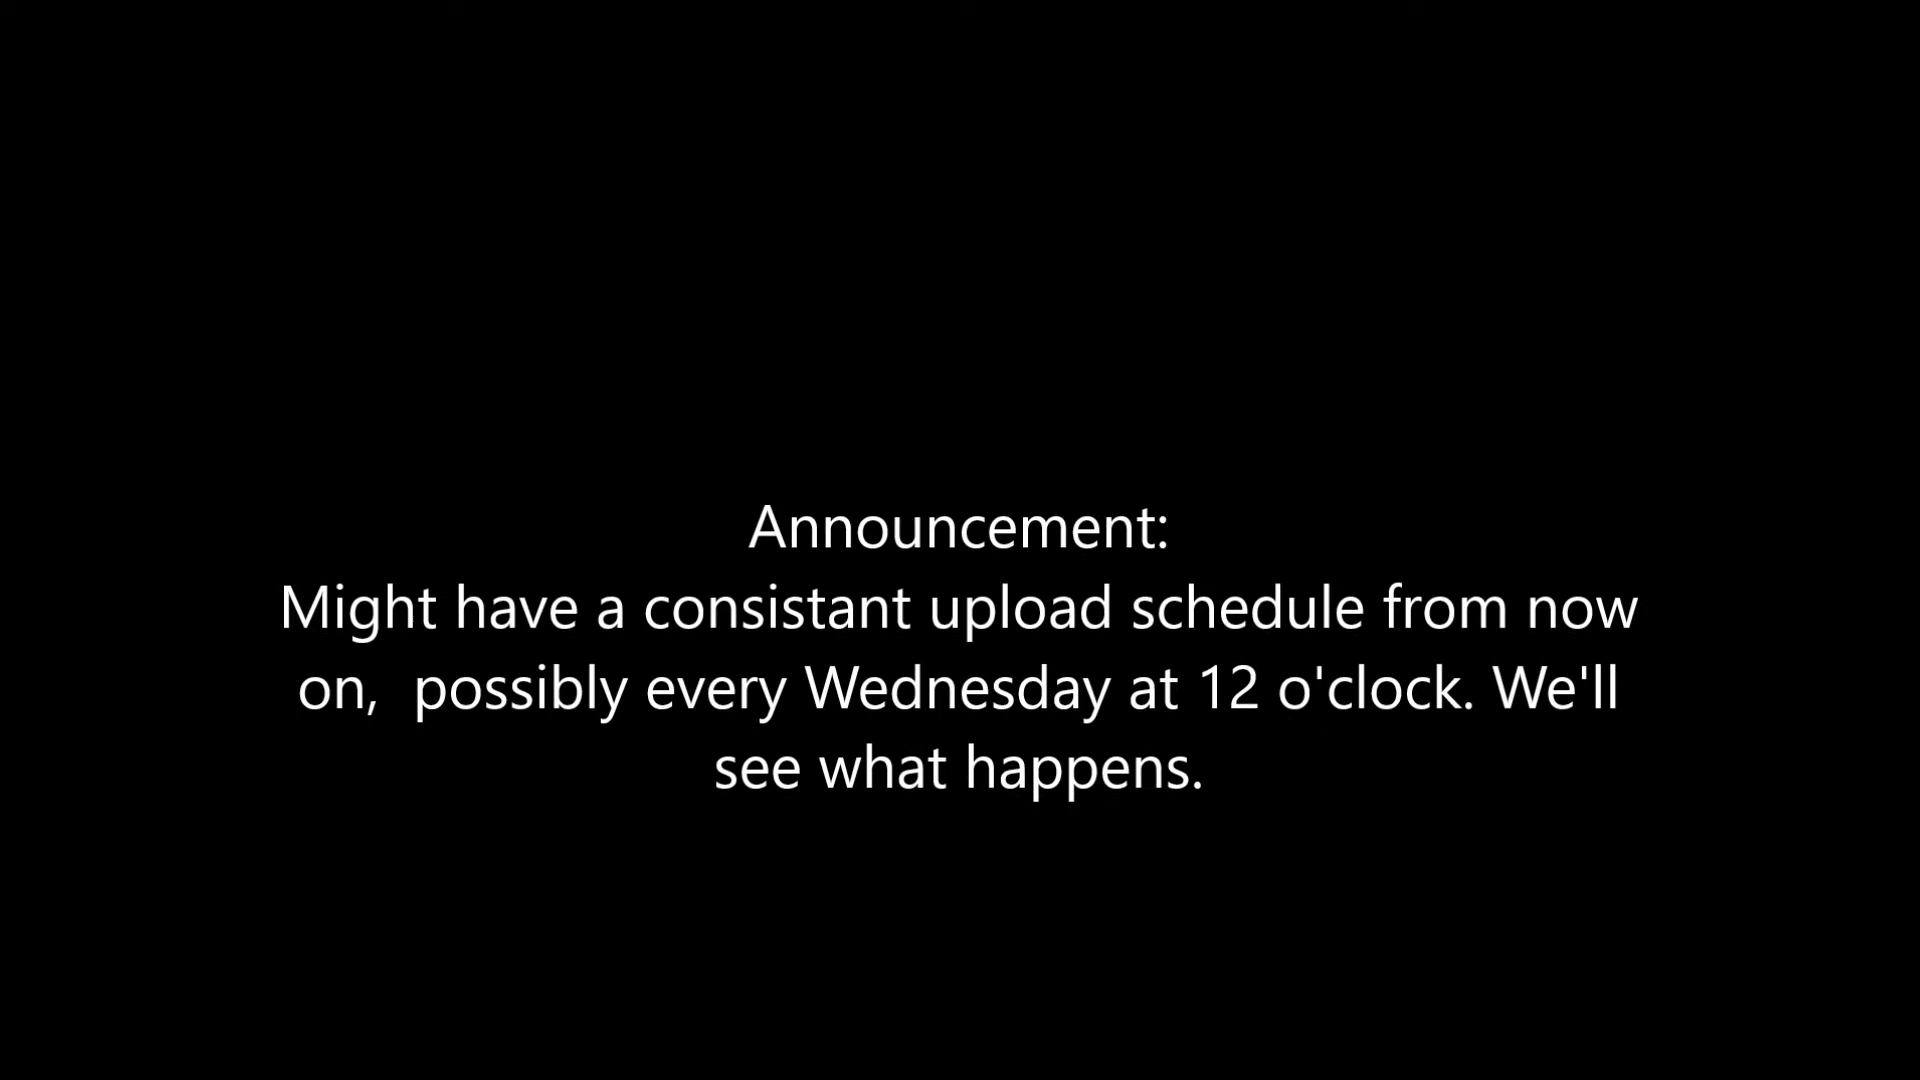 Announcement:
Might have a consistant upload schedule from now
on,  possibly every Wednesday at 12 o'clock. We'll
see what happens.